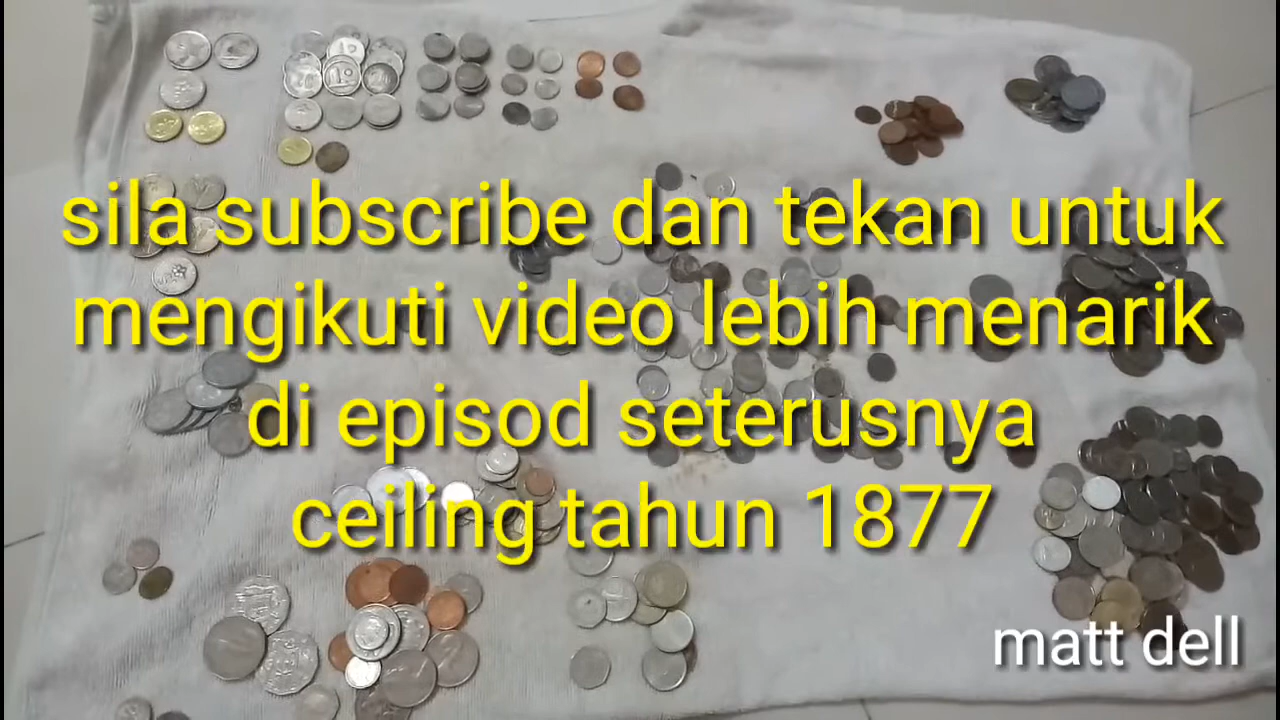 sila subscribe dan tekan untuk
mengikuti video lebih menarik
di episod seterusnya
ceiling tahun 1877
matt dell